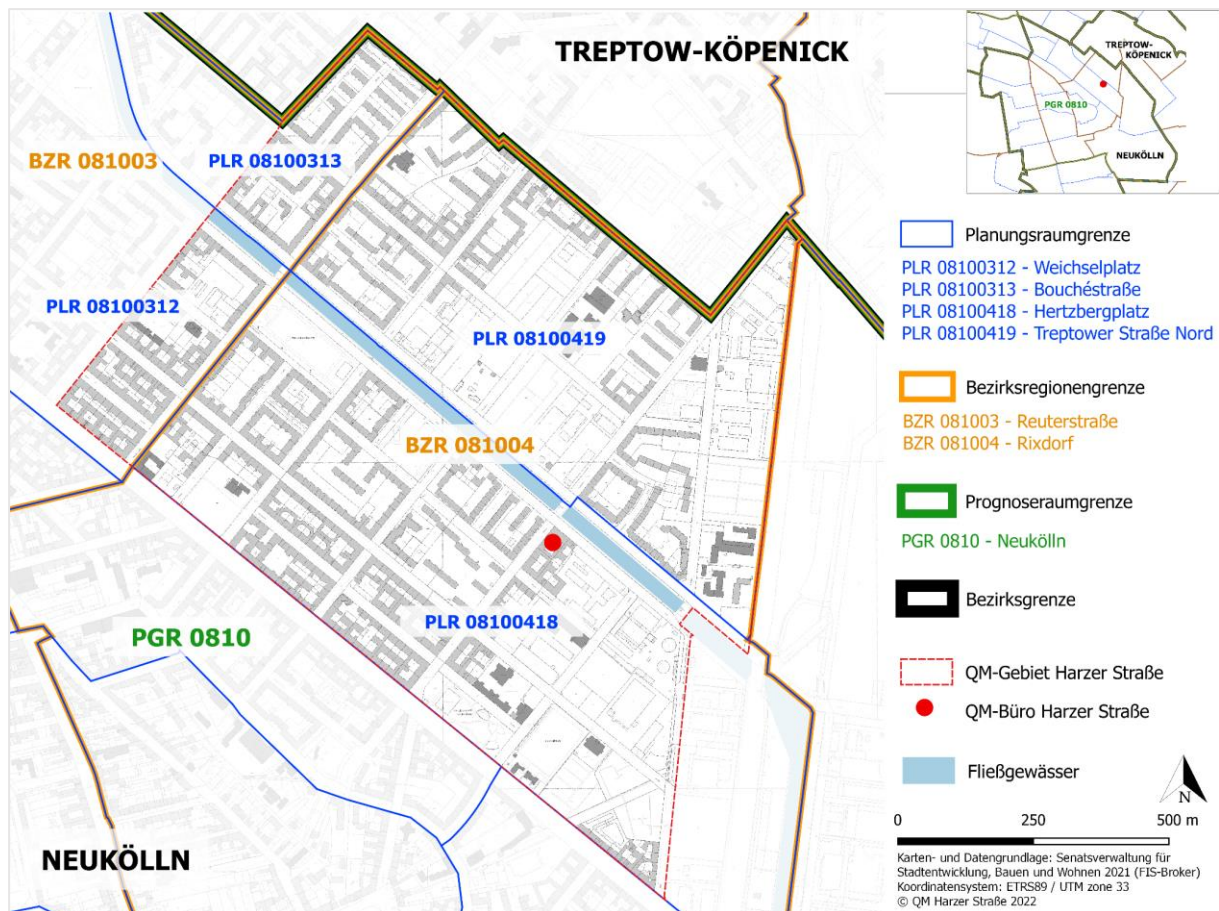 TREPTOW-KÖPENICK
BZR 081003
PLR 08100313
PLR 08100312
PLR 08100419
BZR 081004
PLR 08100418
PGR 0810
NEUKÖLLN
TREPTOW-
KÖPENICK
PGR 0810
NEUKÖLLN
Planungsraumgrenze
PLR 08100312 - Weichselplatz
PLR 08100313 - Bouchéstraße
PLR 08100418 - Hertzbergplatz
PLR 08100419 - Treptower Straße Nord
Bezirksregionengrenze
BZR 081003 - Reuterstraße
BZR 081004 - Rixdorf
Prognoseraumgrenze
PGR 0810 - Neukölln
Bezirksgrenze
QM-Gebiet Harzer Straße
QM-Büro Harzer Straße
Fließgewässer
N
0 250 500 m
Karten- und Datengrundlage: Senatsverwaltung für
Stadtentwicklung, Bauen und Wohnen 2021 (FIS-Broker)
Koordinatensystem: ETRS89 / UTM zone 33
© QM Harzer Straße 2022